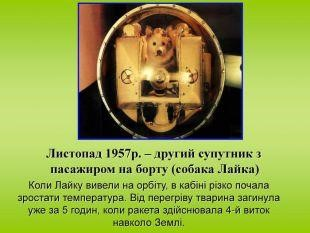 Листопад 1957р. – другий супутник з
пасажиром на борту (собака Лайка)
Коли Лайку вивели на орбіту, в кабіні різко почала
зростати температура. Від перегріву тварина загинула
уже за 5 годин, коли ракета здійснювала 4-й виток
навколо Землі.